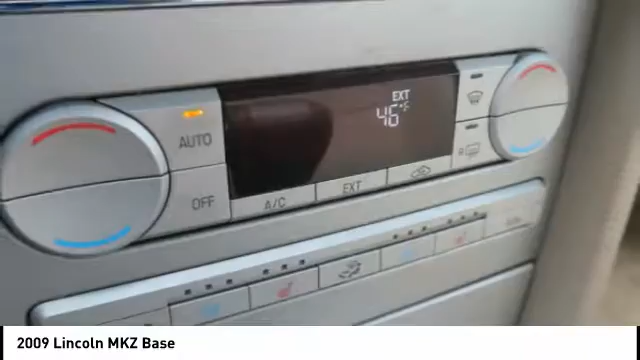 EXT
46°F
AUTO
OFF
A/C
EXT
R
2009 Lincoln MKZ Base